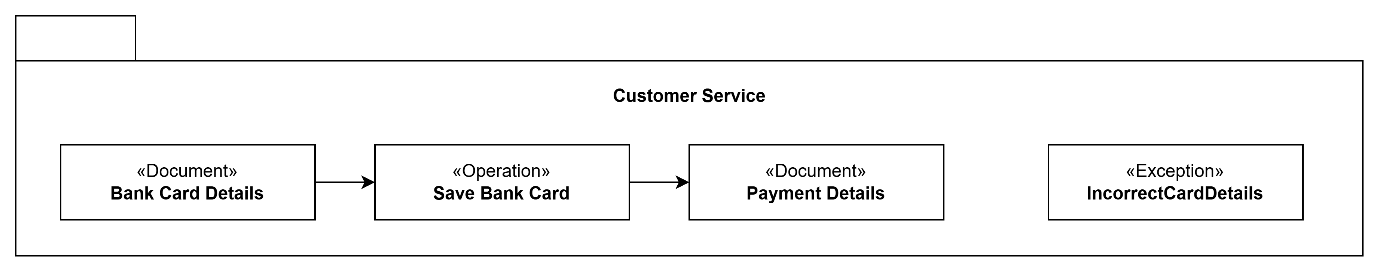 Customer Service
«Document»
Bank Card Details
«Operation»
Save Bank Card
«Document»
Payment Details
«Exception»
IncorrectCardDetails